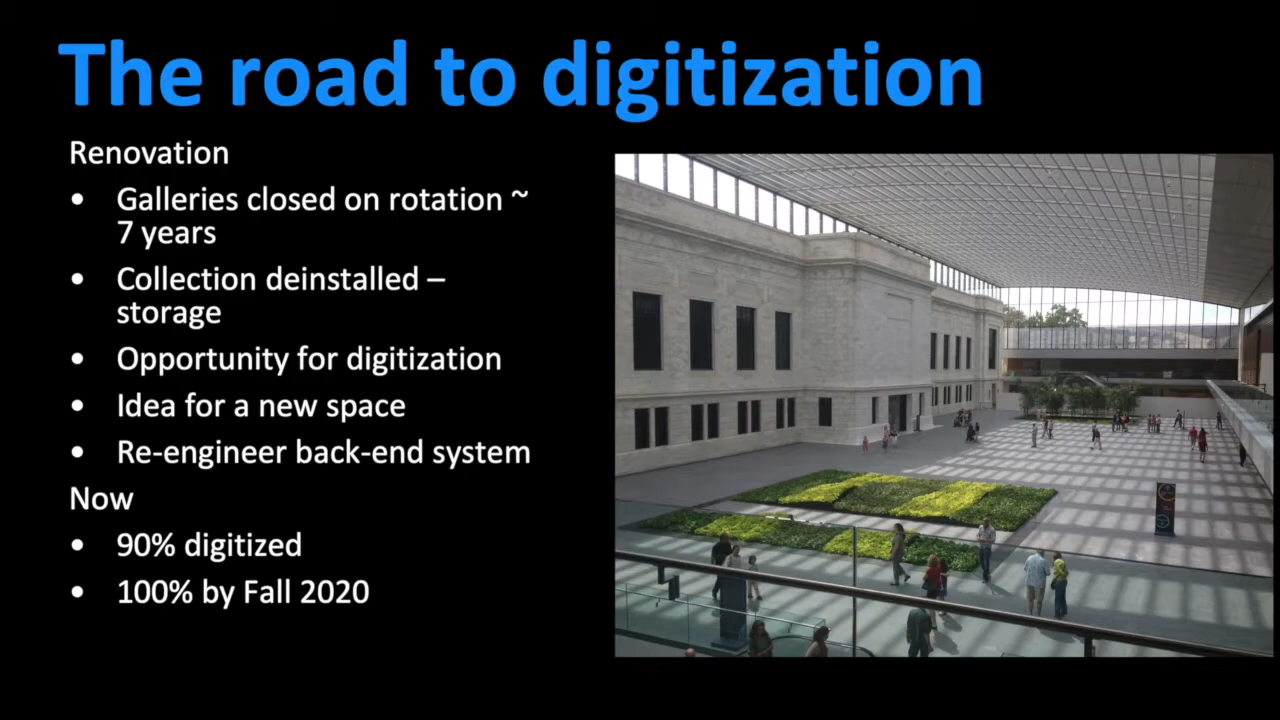 The road to digitization
Renovation
• Galleries closed on rotation ~
7 years
• Collection deinstalled –
storage
• Opportunity for digitization
• Idea for a new space
• Re-engineer back-end system
Now
• 90% digitized
• 100% by Fall 2020